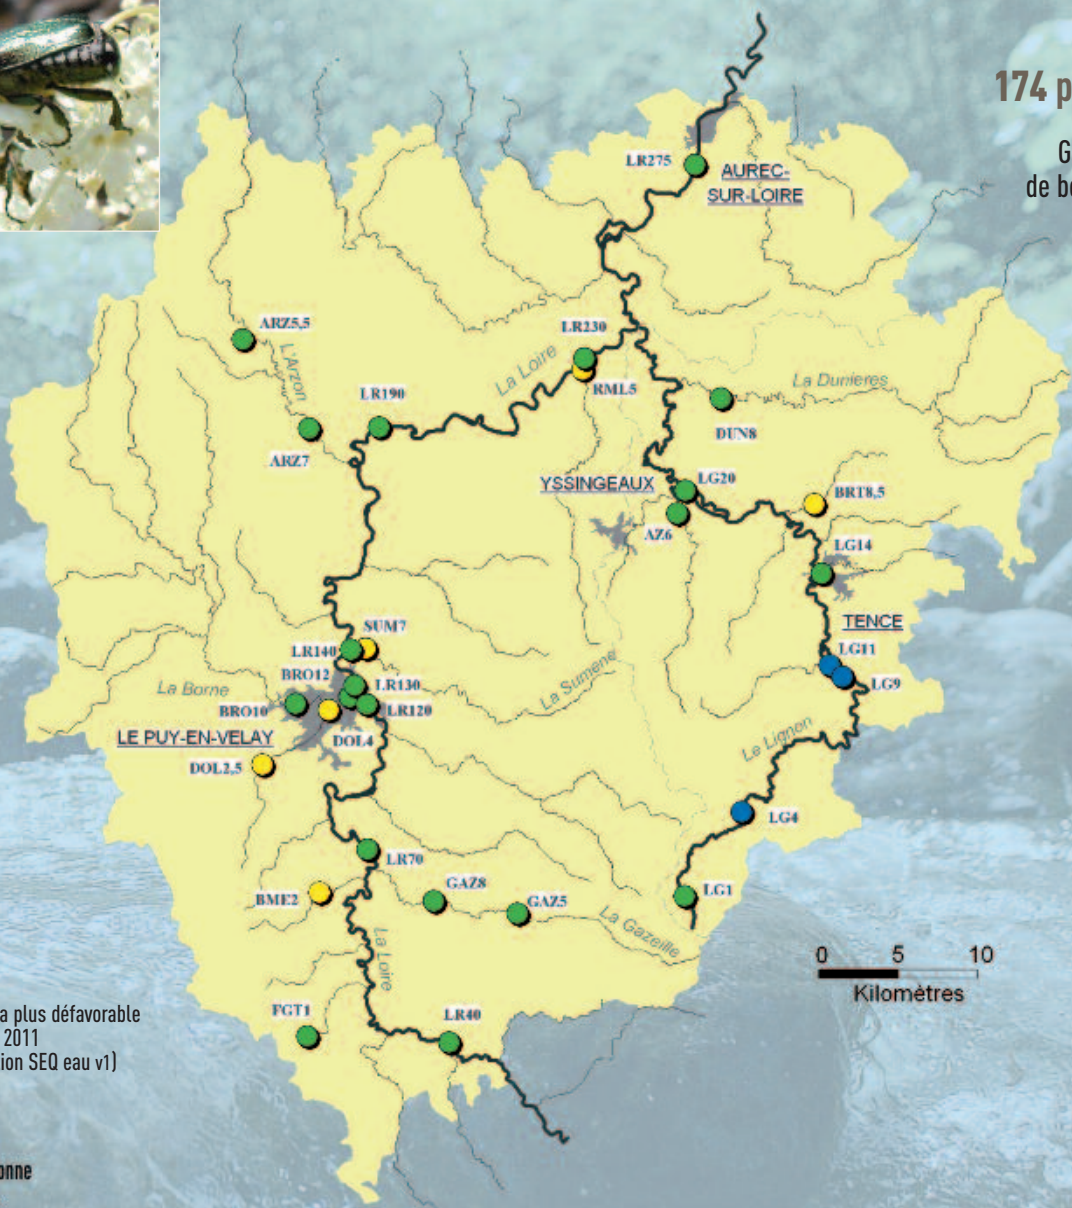 174 p
G
de b
LR275
AUREC-
SUR-LOIRE
ARZ5,5
L'Arzon
LR230
La Loire
RML5
LR190
La Dunieres
DUN8
ARZ7
YSSINGEAUX
LG20
BRT8,5
AZ6
LG14
TENCE
SUM7
LR140
LG11
BRO12
LR130
LG9
La Borne
La Sumene
BRO10
LR120
LE PUY-EN-VELAY
DOL4
Le Lignon
DOL2,5
LG4
LR70
GAZ8
BME2
GAZ5
LG1
La Gazeille
La Loire
0 5 10
Kilomètres
a plus défavorable
2011
ion SEQ eau v1)
FGT1
LR40
onne